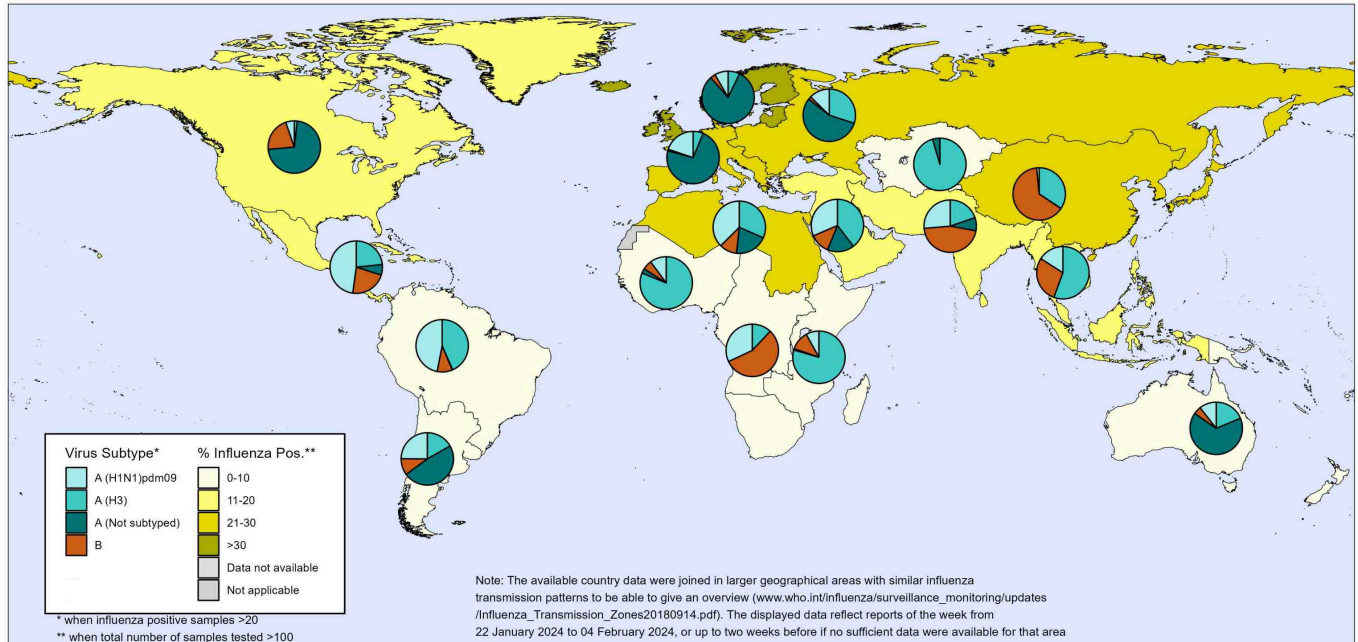 Virus Subtype*
A (H1N1)pdm09
A (H3)
A (Not subtyped)
B
% Influenza Pos.**
0-10
11-20
21-30
>30
Data not available
Not applicable
* when influenza positive samples >20
** when total number of samples tested >100
Note: The available country data were joined in larger geographical areas with similar influenza
transmission patterns to be able to give an overview (www.who.int/influenza/surveillance_monitoring/updates
/Influenza_Transmission_Zones20180914.pdf). The displayed data reflect reports of the week from
22 January 2024 to 04 February 2024, or up to two weeks before if no sufficient data were available for that area